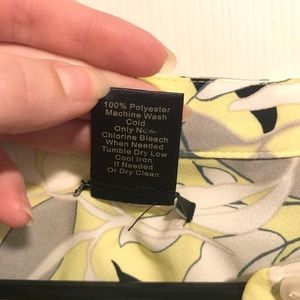 100% Polyester
Machine Wash
Cold
Only Non-
Chlorine Bleach
When Needed
Tumble Dry Low
Cool Iron
If Needed
Or Dry Clean